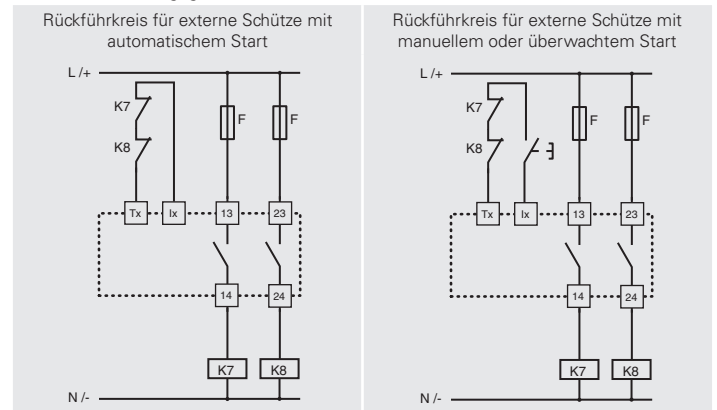 Rückführkreis für externe Schütze mit
automatischem Start
L /+
K7
K8
F
F
Tx
Ix
13
23
14
24
K7
K8
N /-
Rückführkreis für externe Schütze mit
manuellem oder überwachtem Start
L /+
K7
K8
F
F
Tx
Ix
13
23
14
24
K7
K8
N /-